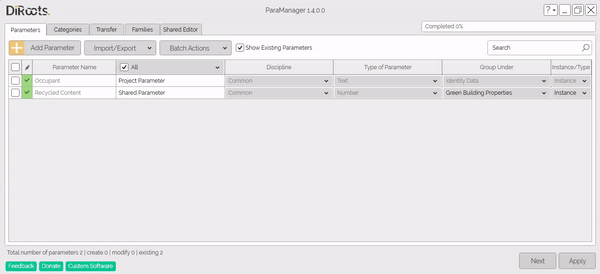 DiRoots.
ParaManager 1.4.0.0
?
Completed 0%
Parameters
Categories
Transfer
Families
Shared Editor
Add Parameter
Import/Export
Batch Actions
Show Existing Parameters
Search
Parameter Name
All
Discipline
Type of Parameter
Group Under
Instance/Type
Occupant Project Parameter Common Text Identity Data Instance
Recycled Content Shared Parameter Common Number Green Building Properties Instance
Total number of parameters 2 | create 0 | modify 0 | existing 2
Feedback
Donate
Custom Software
Next
Apply